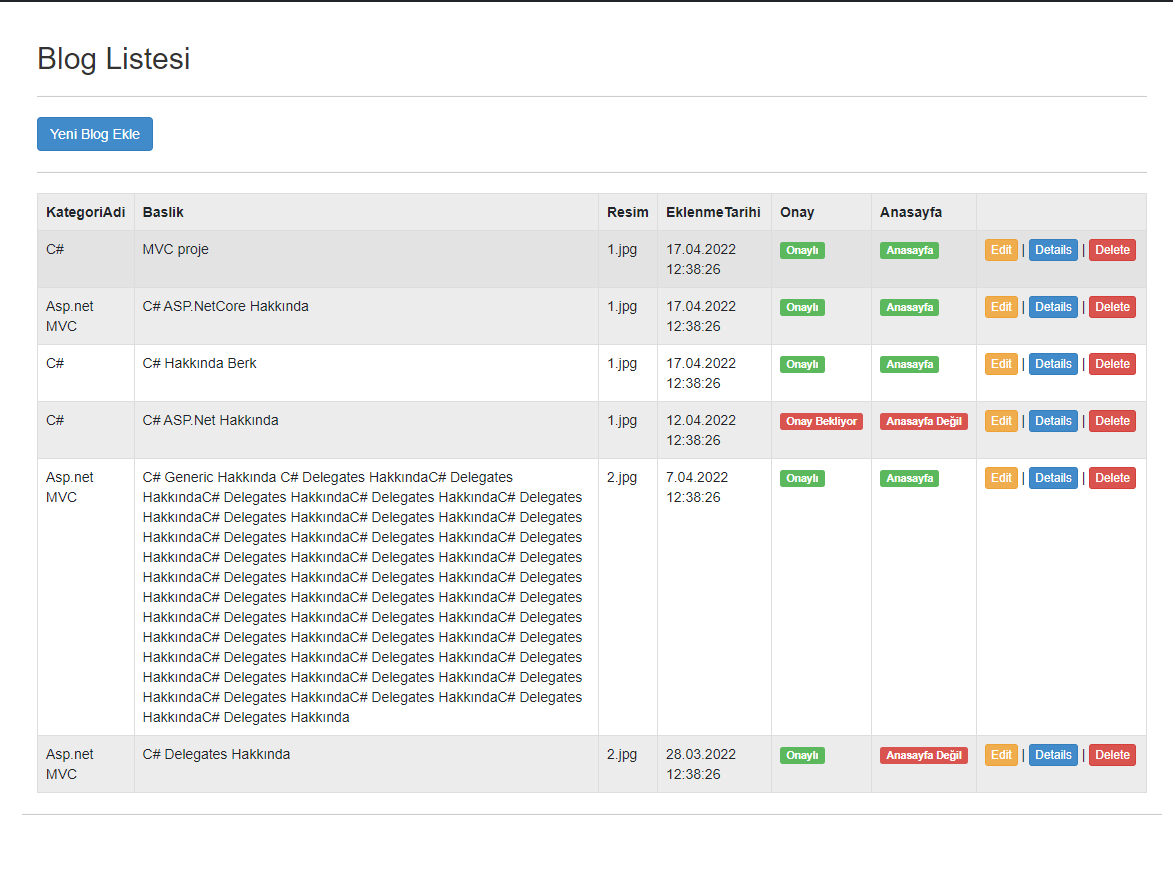 Blog Listesi
Yeni Blog Ekle
KategoriAdi Baslik Resim EklenmeTarihi Onay Anasayfa
C# MVC proje 1.jpg 17.04.2022 Onaylı Anasayfa Edit | Details | Delete
12:38:26
Asp.net C# ASP.NetCore Hakkında 1.jpg 17.04.2022 Onaylı Anasayfa Edit | Details | Delete
MVC 12:38:26
C# C# Hakkında Berk 1.jpg 17.04.2022 Onaylı Anasayfa Edit | Details | Delete
12:38:26
C# C# ASP.Net Hakkında 1.jpg 12.04.2022 Onay Bekliyor Anasayfa Değil Edit | Details | Delete
12:38:26
Asp.net C# Generic Hakkında C# Delegates HakkındaC# Delegates 2.jpg 7.04.2022 Onaylı Anasayfa Edit | Details | Delete
MVC HakkındaC# Delegates HakkındaC# Delegates HakkındaC# Delegates 12:38:26
HakkındaC# Delegates HakkındaC# Delegates HakkındaC# Delegates
HakkındaC# Delegates HakkındaC# Delegates HakkındaC# Delegates
HakkındaC# Delegates HakkındaC# Delegates HakkındaC# Delegates
HakkındaC# Delegates HakkındaC# Delegates HakkındaC# Delegates
HakkındaC# Delegates HakkındaC# Delegates HakkındaC# Delegates
HakkındaC# Delegates HakkındaC# Delegates HakkındaC# Delegates
HakkındaC# Delegates HakkındaC# Delegates HakkındaC# Delegates
HakkındaC# Delegates HakkındaC# Delegates HakkındaC# Delegates
HakkındaC# Delegates HakkındaC# Delegates HakkındaC# Delegates
HakkındaC# Delegates HakkındaC# Delegates HakkındaC# Delegates
HakkındaC# Delegates Hakkında
Asp.net C# Delegates Hakkında 2.jpg 28.03.2022 Onaylı Anasayfa Değil Edit | Details | Delete
MVC 12:38:26